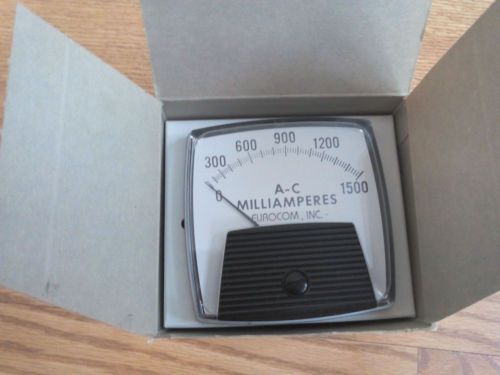 0 300 600 900 1200 1500
A-C
MILLIAMPERES
EUROCOM, INC.